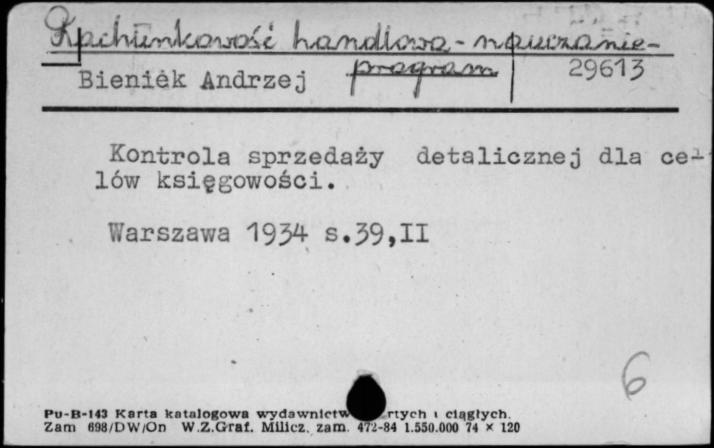 Rachunkowość handlowa - nauczanie -
program
Bieniek Andrzej 29613
Kontrola sprzedaży detalicznej dla ce-
lów księgowości.
Warszawa 1934 s.39,II
6
Pu-B-143 Karta katalogowa wydawnictw rtych i ciągłych.
Zam 698/DW/On W.Z.Graf. Milicz. zam. 472-84 1.550.000 74 × 120